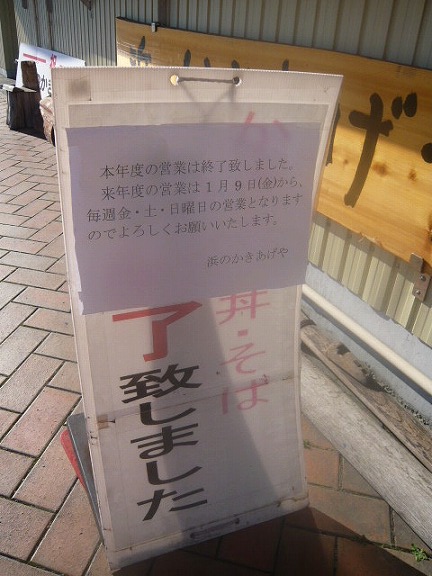 本年度の営業は終了致しました。
来年度の営業は1月9日(金)から、
毎週金・土・日曜日の営業となります
のでよろしくお願いいたします。
浜のかきあげや
か
丼・そば
了致しました
げ